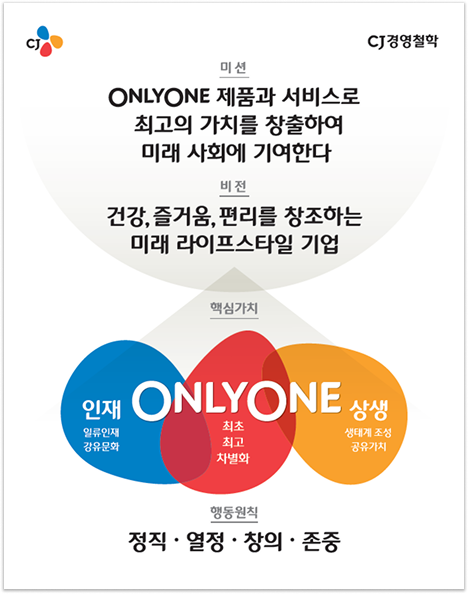 CJ
CJ경영철학
미션
ONLYONE 제품과 서비스로
최고의 가치를 창출하여
미래 사회에 기여한다
비전
건강, 즐거움, 편리를 창조하는
미래 라이프스타일 기업
핵심가치
인재
일류인재
강유문화
ONLYONE
최초
최고
차별화
상생
생태계 조성
공유가치
행동원칙
정직 · 열정 · 창의 · 존중